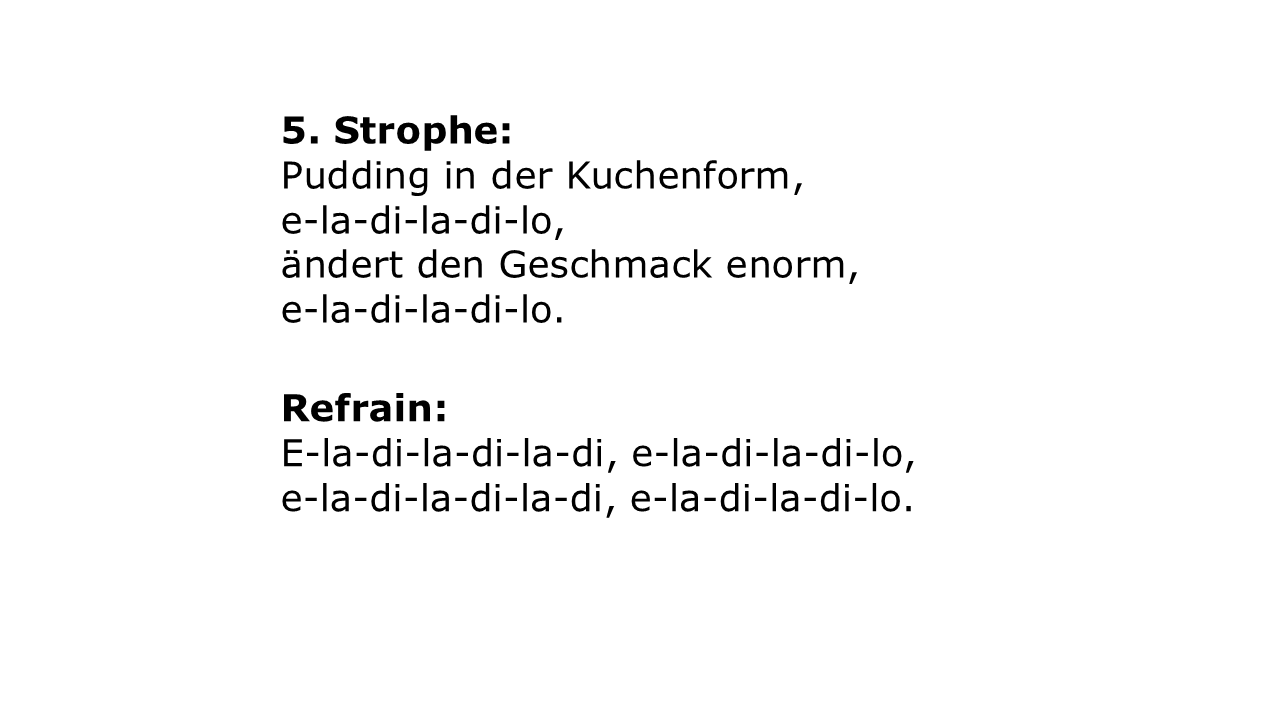 5. Strophe:
Pudding in der Kuchenform,
e-la-di-la-di-lo,
ändert den Geschmack enorm,
e-la-di-la-di-lo.
Refrain:
E-la-di-la-di-la-di, e-la-di-la-di-lo,
e-la-di-la-di-la-di, e-la-di-la-di-lo.